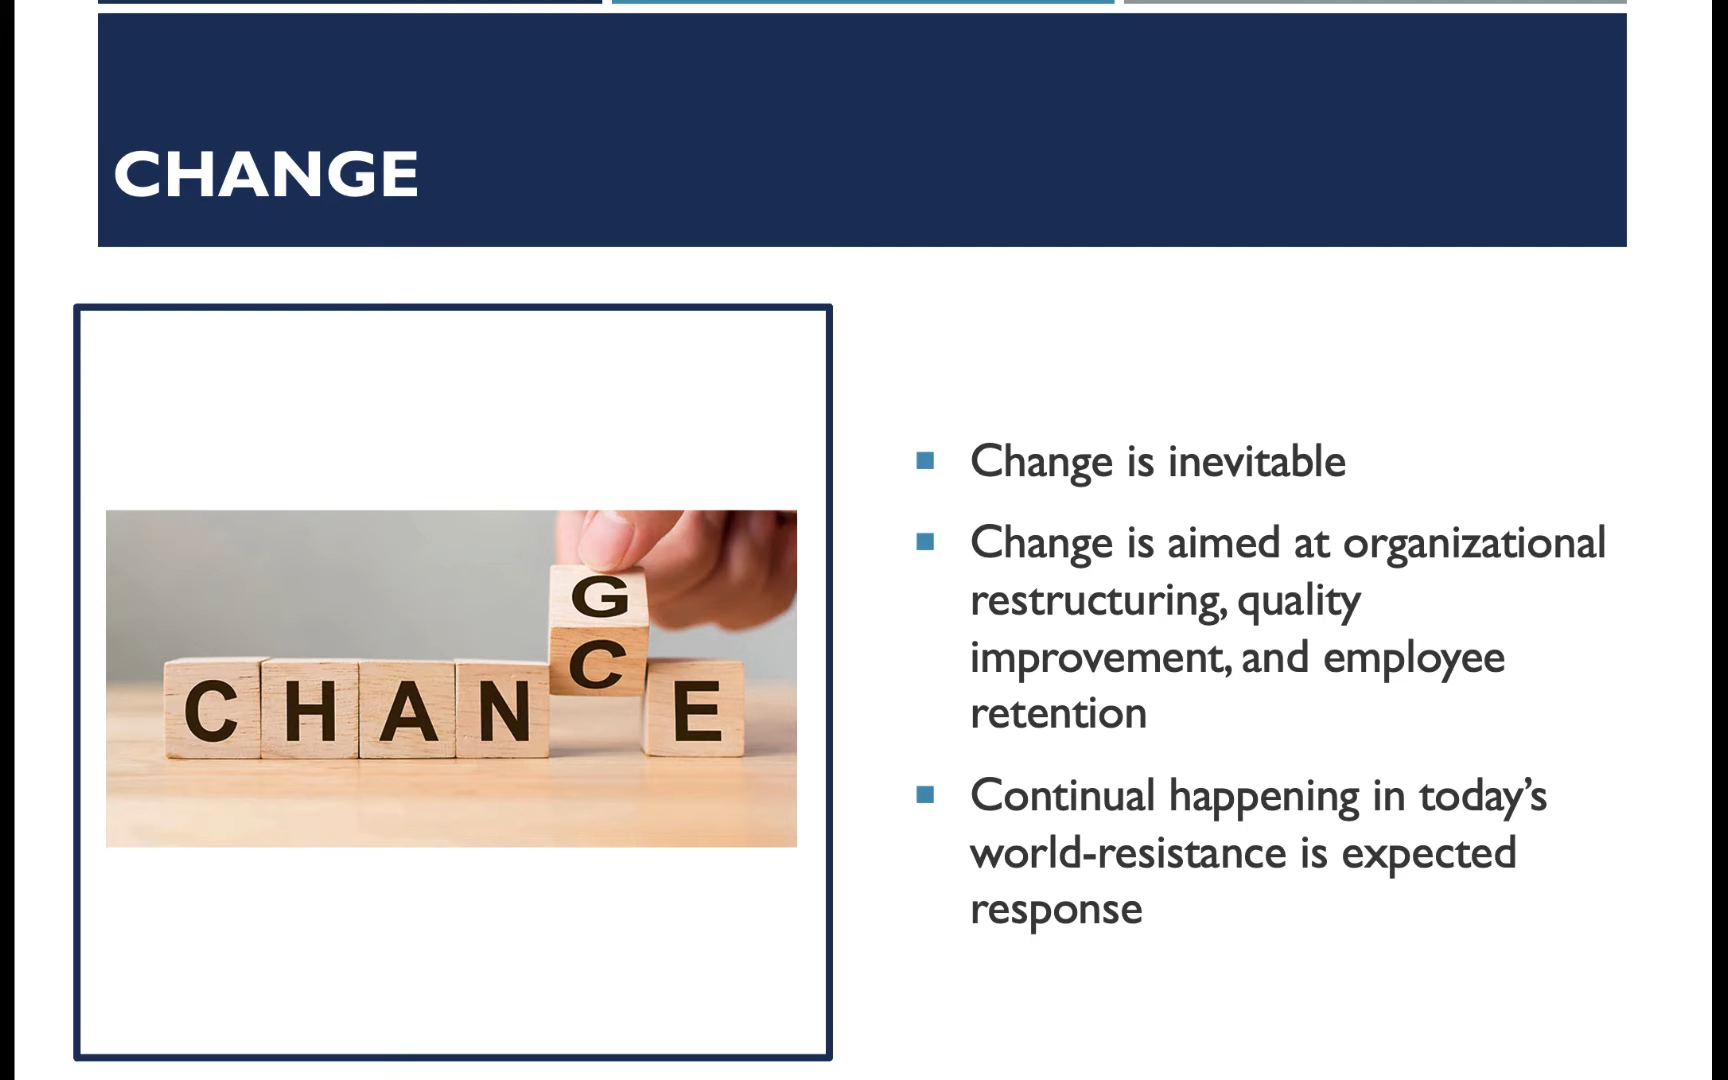 CHANGE
G
C
C H A N E
Change is inevitable
Change is aimed at organizational
restructuring, quality
improvement, and employee
retention
Continual happening in today’s
world-resistance is expected
response